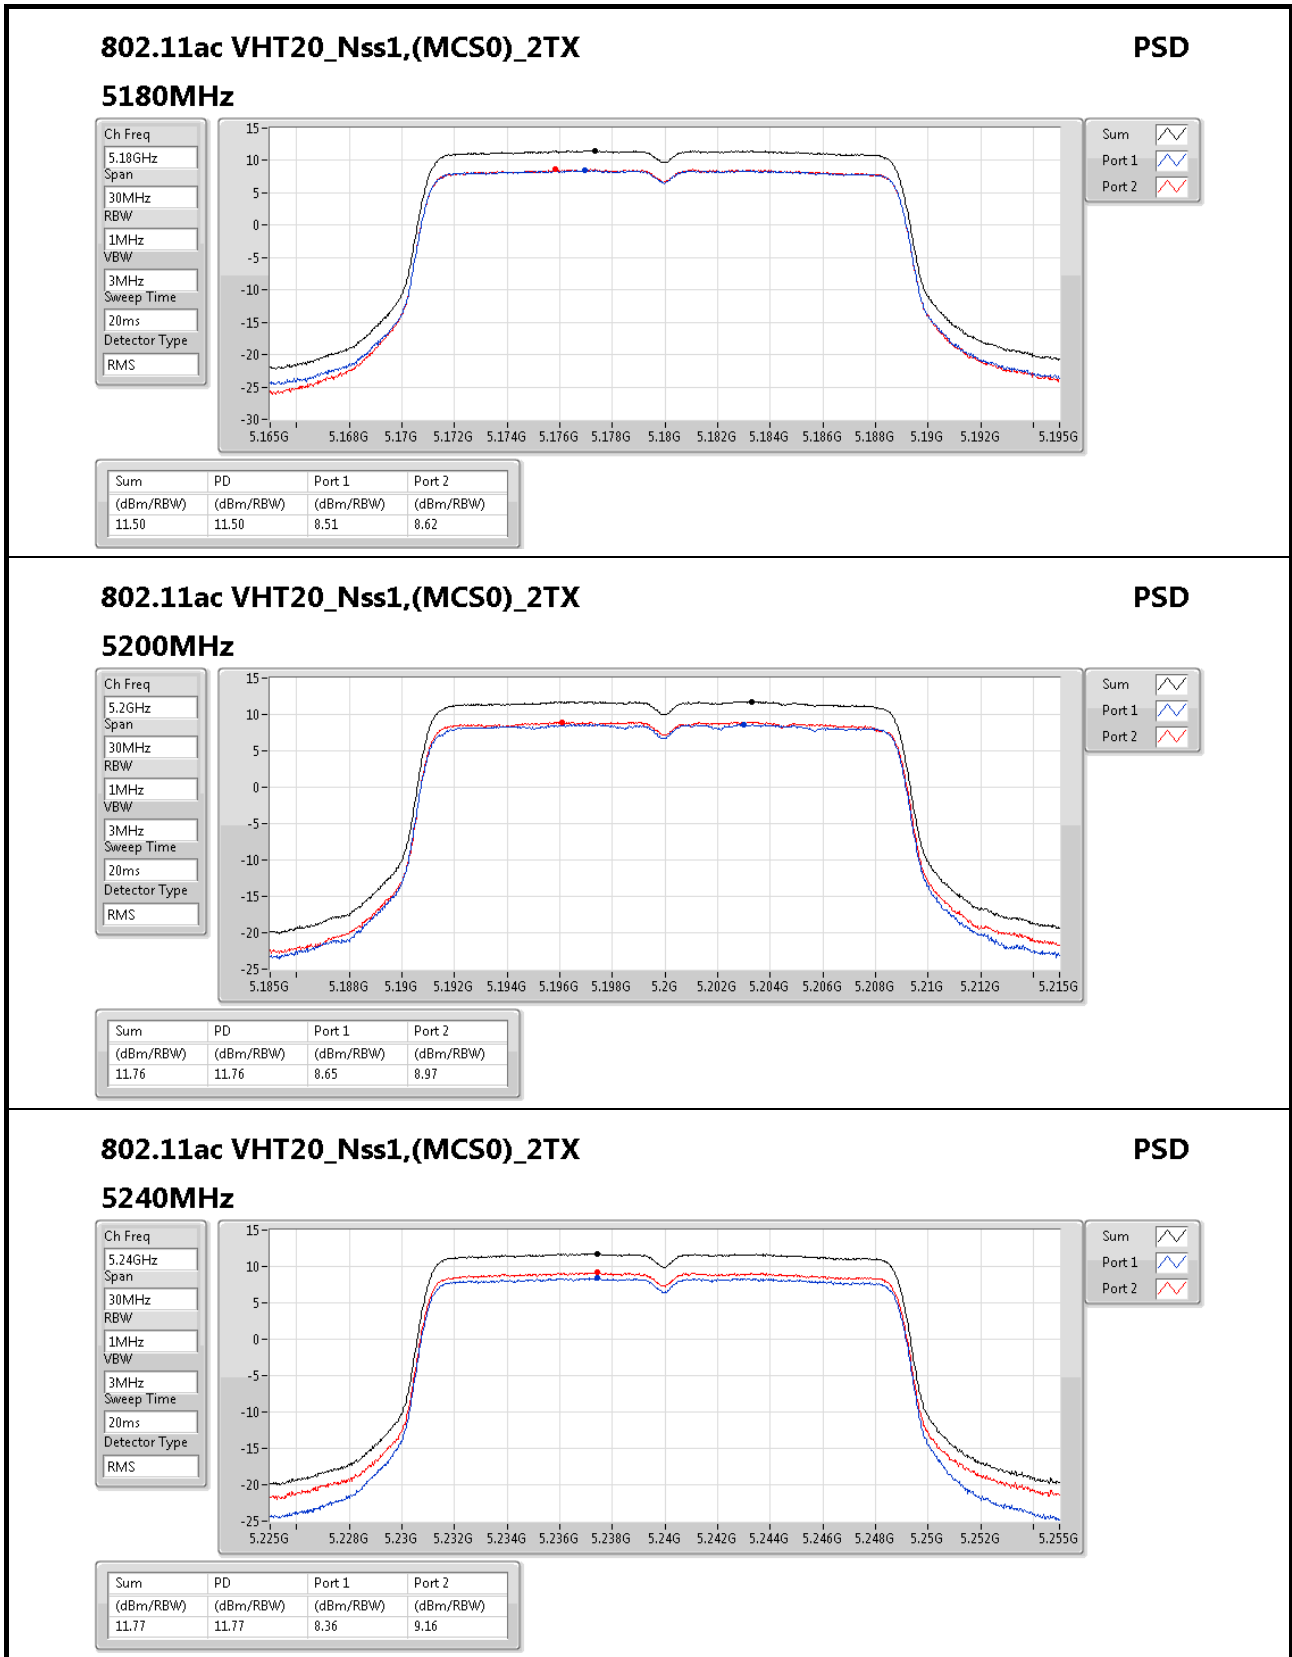 802.11ac VHT20_Nss1,(MCS0)_2TX PSD
5180MHz
Ch Freq
5.18GHz
Span
30MHz
RBW
1MHz
VBW
3MHz
Sweep Time
20ms
Detector Type
RMS
15
10
5
0
-5
-10
-15
-20
-25
-30
5.165G 5.168G 5.17G 5.172G 5.174G 5.176G 5.178G 5.18G 5.182G 5.184G 5.186G 5.188G 5.19G 5.192G 5.195G
Sum
Port 1
Port 2
Sum PD Port 1 Port 2
(dBm/RBW) (dBm/RBW) (dBm/RBW) (dBm/RBW)
11.50 11.50 8.51 8.62
802.11ac VHT20_Nss1,(MCS0)_2TX PSD
5200MHz
Ch Freq
5.2GHz
Span
30MHz
RBW
1MHz
VBW
3MHz
Sweep Time
20ms
Detector Type
RMS
15
10
5
0
-5
-10
-15
-20
-25
5.185G 5.188G 5.19G 5.192G 5.194G 5.196G 5.198G 5.2G 5.202G 5.204G 5.206G 5.208G 5.21G 5.212G 5.215G
Sum
Port 1
Port 2
Sum PD Port 1 Port 2
(dBm/RBW) (dBm/RBW) (dBm/RBW) (dBm/RBW)
11.76 11.76 8.65 8.97
802.11ac VHT20_Nss1,(MCS0)_2TX PSD
5240MHz
Ch Freq
5.24GHz
Span
30MHz
RBW
1MHz
VBW
3MHz
Sweep Time
20ms
Detector Type
RMS
15
10
5
0
-5
-10
-15
-20
-25
5.225G 5.228G 5.23G 5.232G 5.234G 5.236G 5.238G 5.24G 5.242G 5.244G 5.246G 5.248G 5.25G 5.252G 5.255G
Sum
Port 1
Port 2
Sum PD Port 1 Port 2
(dBm/RBW) (dBm/RBW) (dBm/RBW) (dBm/RBW)
11.77 11.77 8.36 9.16